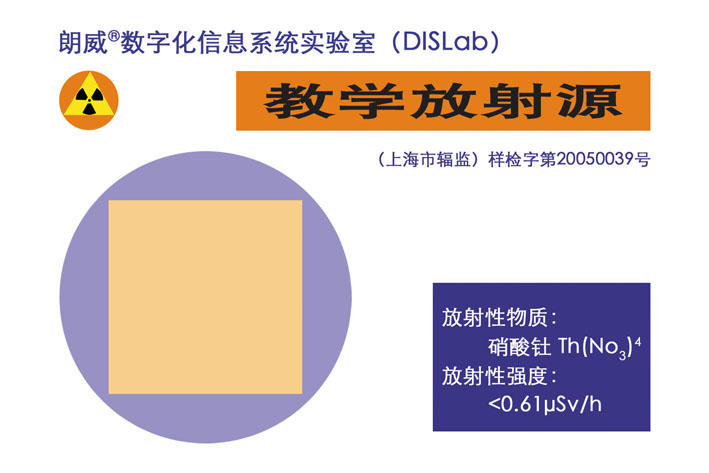 朗威®数字化信息系统实验室（DISLab）
教学放射源
（上海市辐监）样检字第20050039号
放射性物质：
硝酸钍 Th(No₃)⁴
放射性强度：
<0.61μSv/h